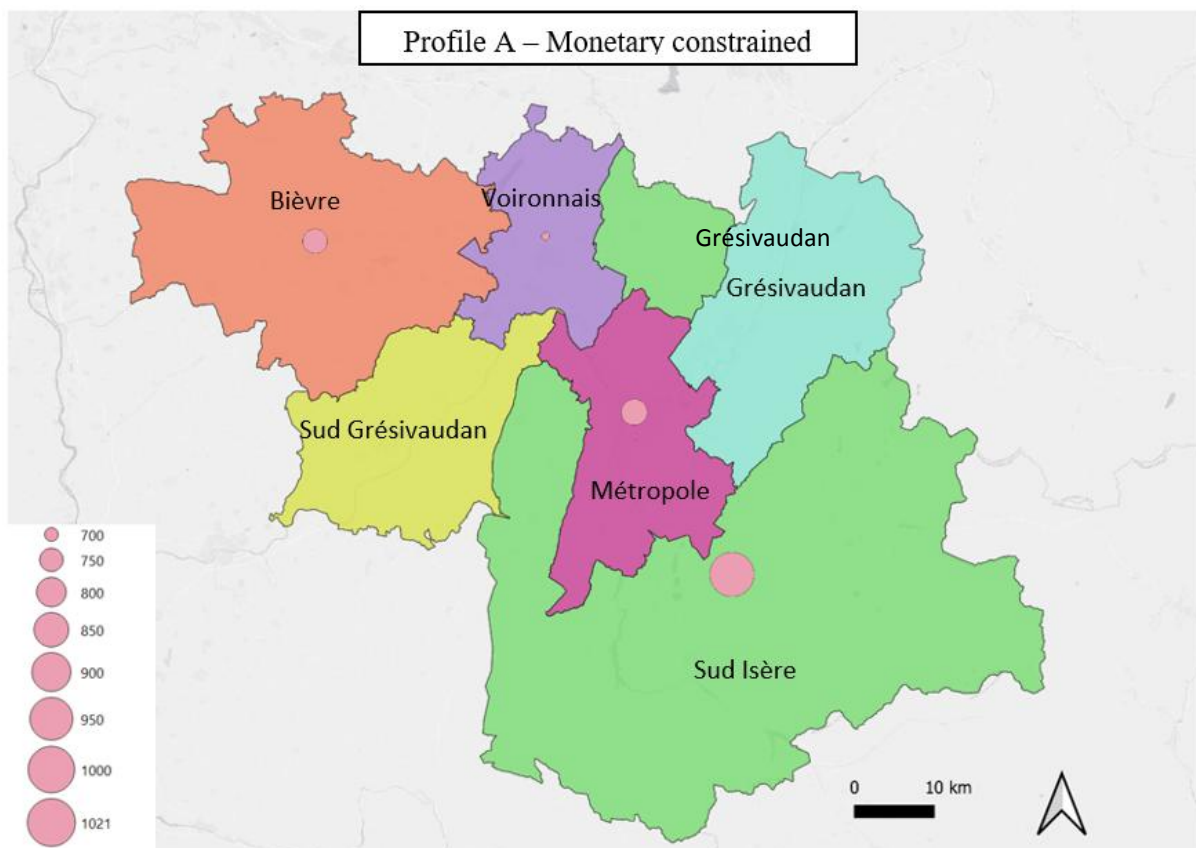 Profile A – Monetary constrained
Bièvre
Voironnais
Grésivaudan
Grésivaudan
Sud Grésivaudan
Métropole
Sud Isère
700
750
800
850
900
950
1000
1021
0 10 km